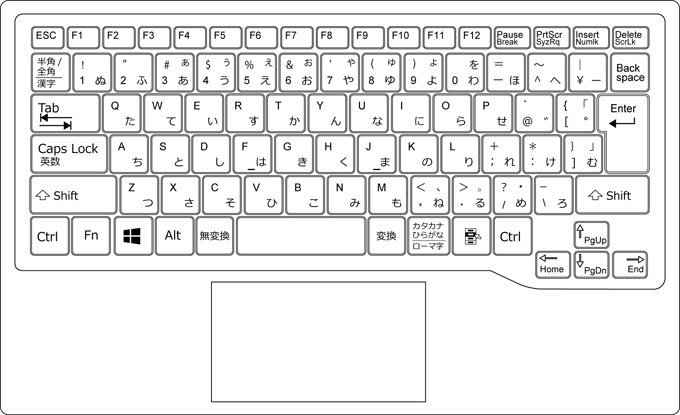 ESC F1 F2 F3 F4 F5 F6 F7 F8 F9 F10 F11 F12 Pause PrtScr Insert Delete
Break SyzRq Numlk ScrLk
半角/ ! " # ぁ $ ぅ % ぇ & ぉ ' ゃ ( ゅ ) ょ を = ~ | Back
全角 1 ぬ 2 ふ 3 あ 4 う 5 え 6 お 7 や 8 ゆ 9 よ 0 わ ー ほ ^ へ ¥ ー space
漢字
Tab Q W E R T Y U I O P ` { 「 Enter
た て い す か ん な に ら せ @ ゛ [ ゜
Caps Lock A S D F G H J K L + * } 」
英数 ち と し は き く ま の り ; れ : け ] む
Shift Z X C V B N M < 、 > 。 ? ・ - Shift
つ さ そ ひ こ み も , ね . る / め \ ろ
Ctrl Fn Alt 無変換 変換 カタカナ Ctrl
ひらがな
ローマ字
PgUp
Home PgDn End